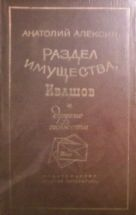 АНАТОЛИЙ АЛЕКСИН
РАЗДЕЛ
ИМУЩЕСТВА,
ИВАШОВ
и
другие
повести